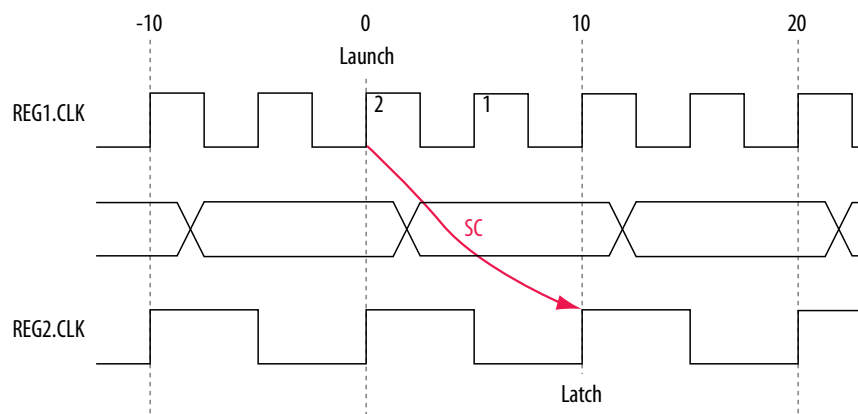 -10 0 10 20
Launch
REG1.CLK 2 1
SC
REG2.CLK
Latch